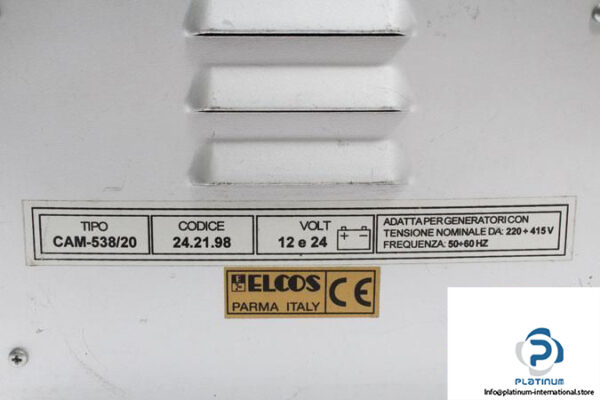 TIPO
CAM-538/20
CODICE
24.21.98
VOLT
12 e 24
ADATTA PER GENERATORI CON
TENSIONE NOMINALE DA: 220 ÷ 415 V
FREQUENZA: 50÷60 HZ
ELCOS
PARMA ITALY
CE
PLATINUM
Info@platinum-international.store